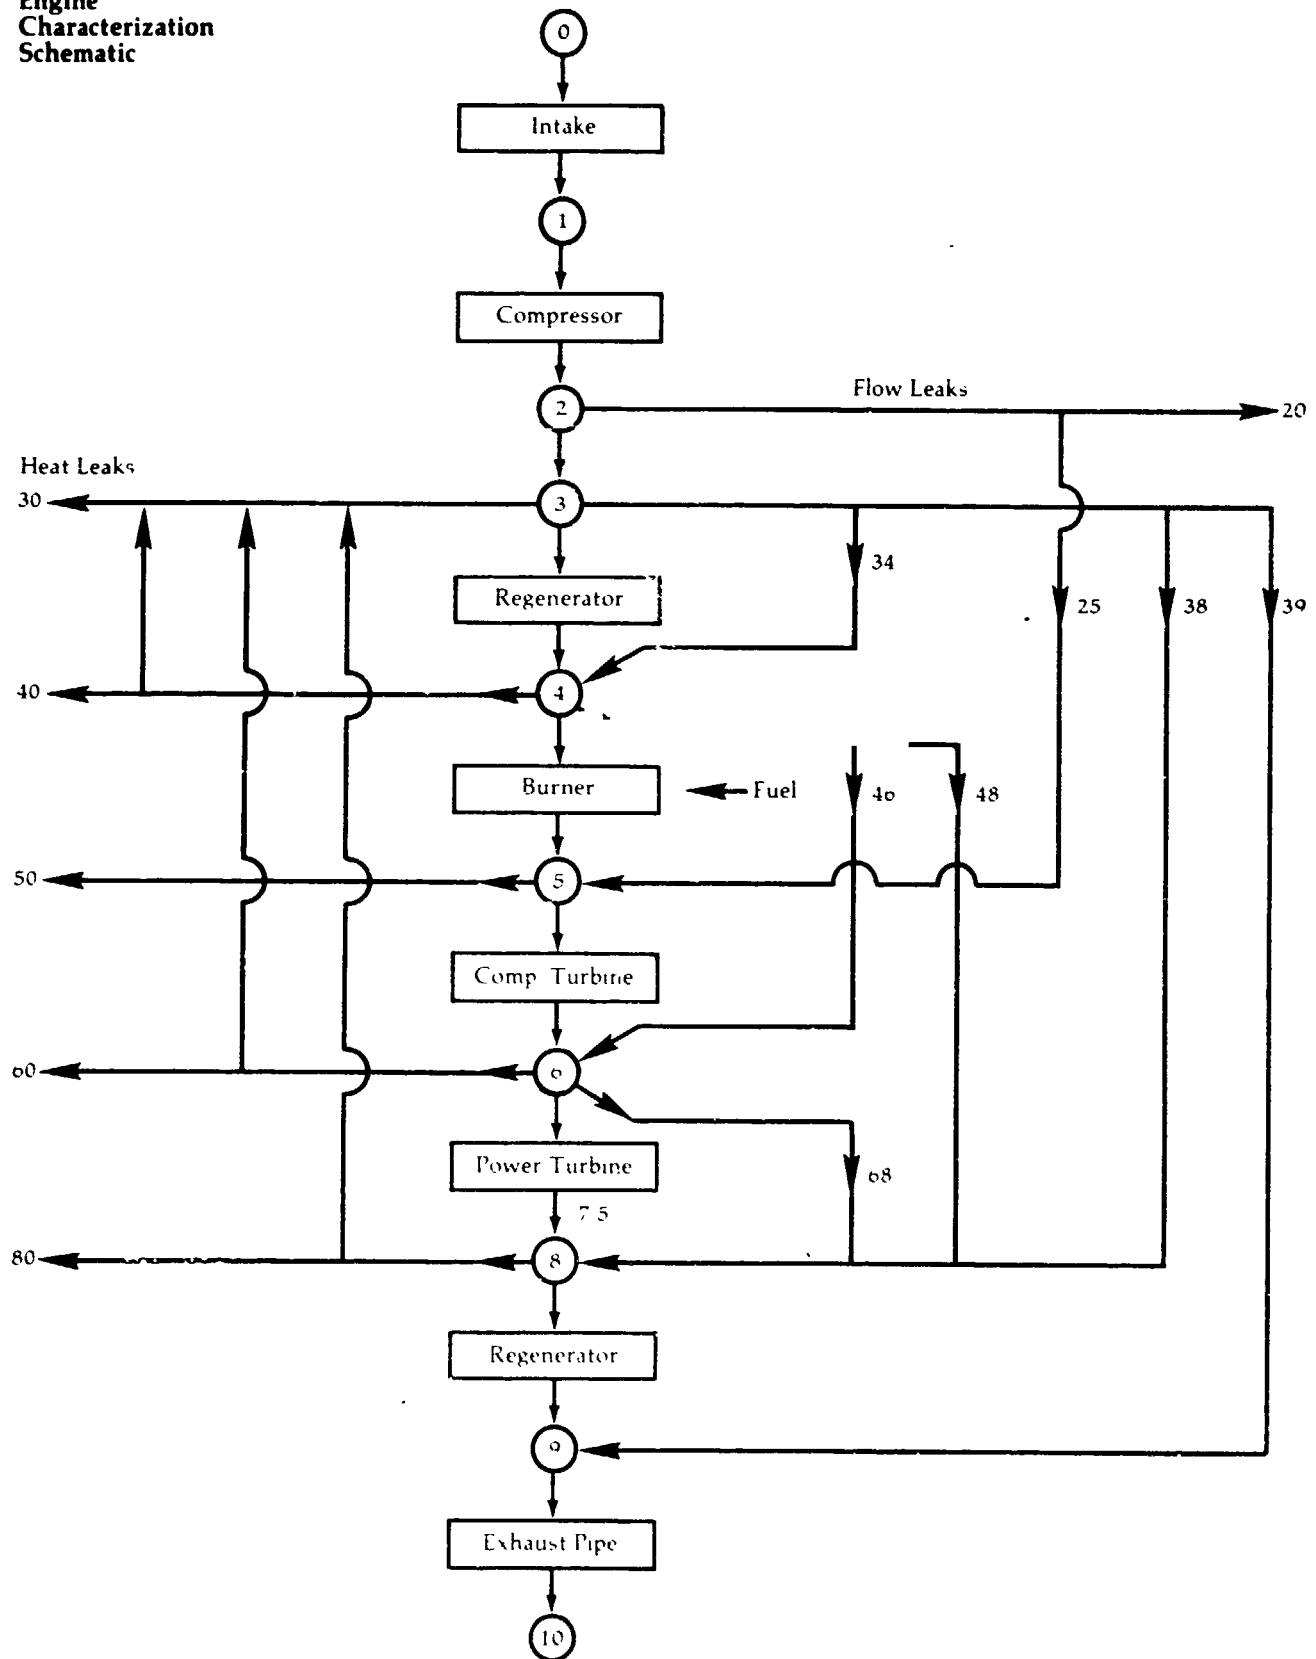 Engine
Characterization
Schematic
0
Intake
1
Compressor
2
Flow Leaks
20
Heat Leaks
30
3
34
Regenerator
25
38
39
40
4
Burner
Fuel
46
48
50
5
Comp Turbine
60
6
Power Turbine
68
7 5
80
8
Regenerator
9
Exhaust Pipe
10